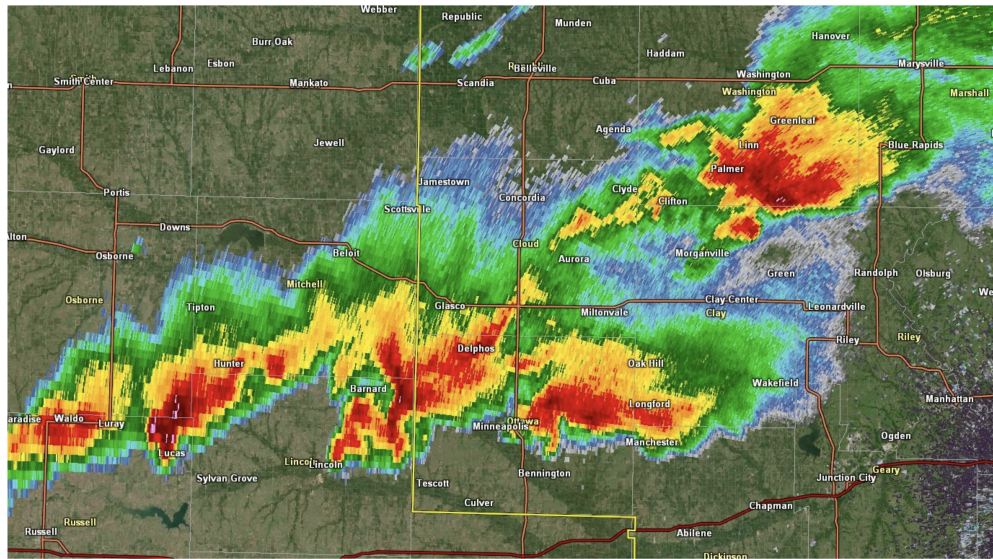 Webber
Republic
Munden
Hanover
Burr Oak
Esbon
Lebanon
Haddam
Belleville
Marysville
Smith Center
Mankato
Scandia
Cuba
Washington
Washington
Marshall
Greenleaf
Agenda
Jewell
Linn
Blue Rapids
Gaylord
Palmer
Jamestown
Portis
Clyde
Concordia
Clifton
Scottsville
Downs
Cloud
Beloit
Morganville
Osborne
Aurora
Green
Randolph
Olsburg
Mitchell
Osborne
Tipton
Glasco
Clay Center
Miltonvale
Clay
Leonardville
Riley
Riley
Delphos
Hunter
Oak Hill
Barnard
Wakefield
Manhattan
Longford
Waldo
Luray
Minneapolis
Ottawa
Ogden
Manchester
Lucas
Lincoln
Lincoln
Bennington
Geary
Sylvan Grove
Tescott
Junction City
Culver
Chapman
Russell
Russell
Abilene
Dickinson